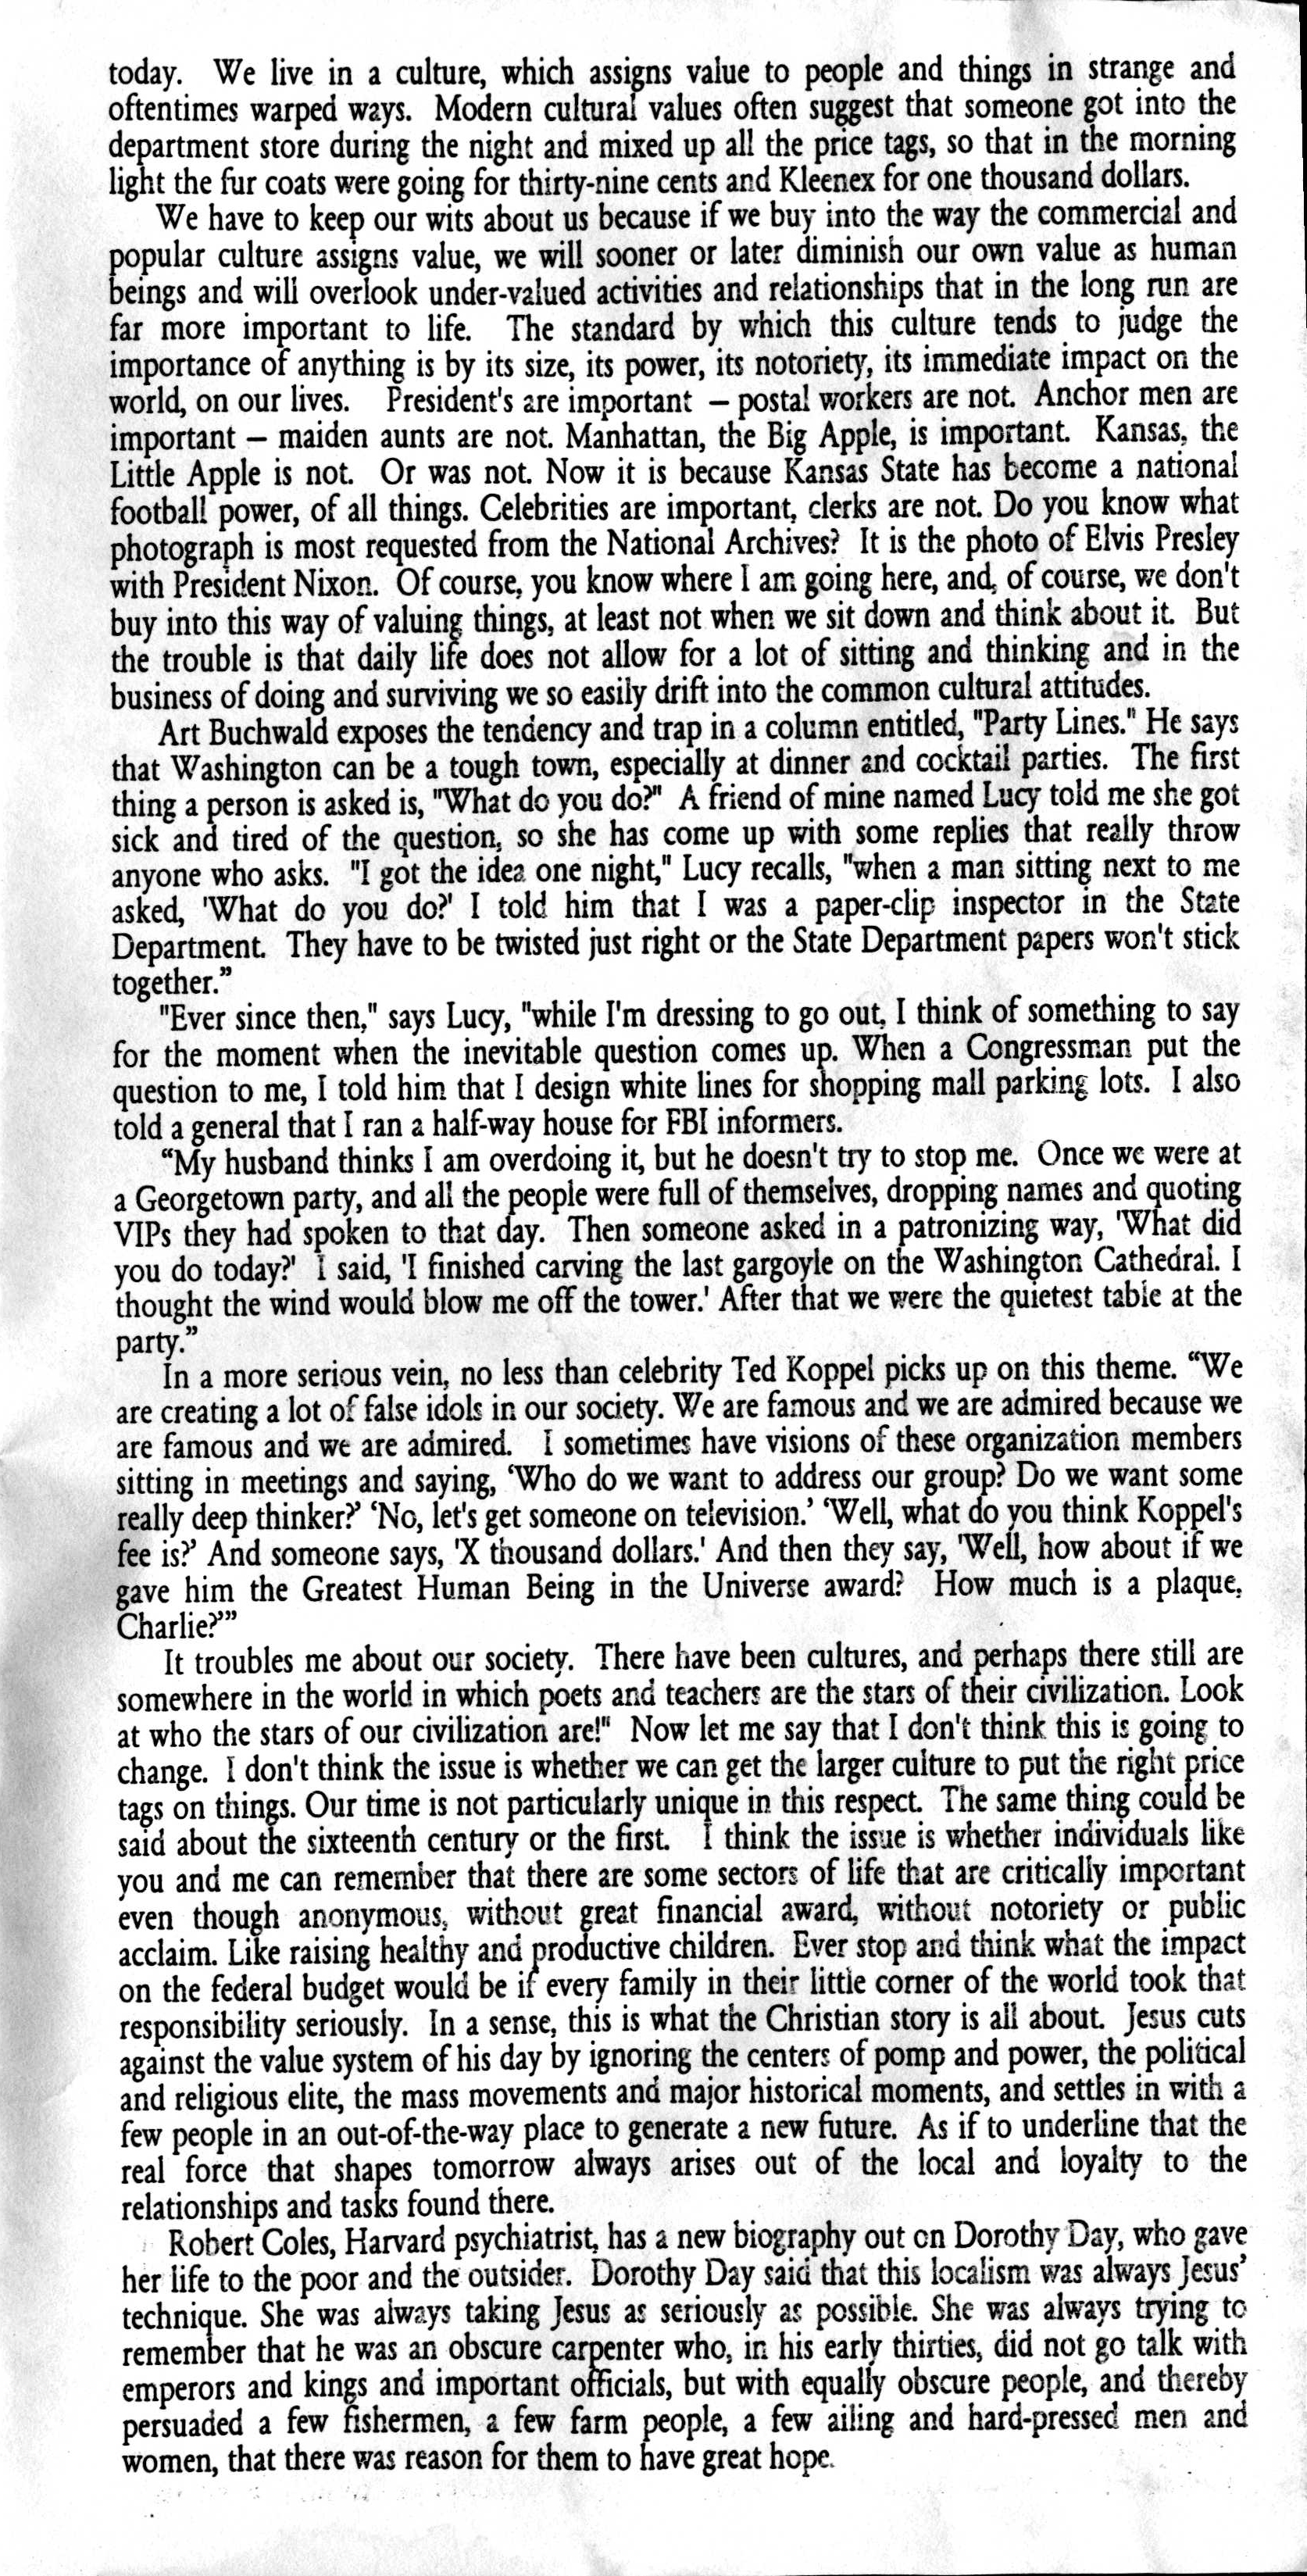 today. We live in a culture, which assigns value to people and things in strange and
oftentimes warped ways. Modern cultural values often suggest that someone got into the
department store during the night and mixed up all the price tags, so that in the morning
light the fur coats were going for thirty-nine cents and Kleenex for one thousand dollars.
We have to keep our wits about us because if we buy into the way the commercial and
popular culture assigns value, we will sooner or later diminish our own value as human
beings and will overlook under-valued activities and relationships that in the long run are
far more important to life. The standard by which this culture tends to judge the
importance of anything is by its size, its power, its notoriety, its immediate impact on the
world, on our lives. President's are important – postal workers are not. Anchor men are
important – maiden aunts are not. Manhattan, the Big Apple, is important. Kansas, the
Little Apple is not. Or was not. Now it is because Kansas State has become a national
football power, of all things. Celebrities are important, clerks are not. Do you know what
photograph is most requested from the National Archives? It is the photo of Elvis Presley
with President Nixon. Of course, you know where I am going here, and, of course, we don't
buy into this way of valuing things, at least not when we sit down and think about it. But
the trouble is that daily life does not allow for a lot of sitting and thinking and in the
business of doing and surviving we so easily drift into the common cultural attitudes.
Art Buchwald exposes the tendency and trap in a column entitled, "Party Lines." He says
that Washington can be a tough town, especially at dinner and cocktail parties. The first
thing a person is asked is, "What do you do?" A friend of mine named Lucy told me she got
sick and tired of the question, so she has come up with some replies that really throw
anyone who asks. "I got the idea one night," Lucy recalls, "when a man sitting next to me
asked, 'What do you do?' I told him that I was a paper-clip inspector in the State
Department. They have to be twisted just right or the State Department papers won't stick
together.”
"Ever since then," says Lucy, "while I'm dressing to go out, I think of something to say
for the moment when the inevitable question comes up. When a Congressman put the
question to me, I told him that I design white lines for shopping mall parking lots. I also
told a general that I ran a half-way house for FBI informers.
“My husband thinks I am overdoing it, but he doesn't try to stop me. Once we were at
a Georgetown party, and all the people were full of themselves, dropping names and quoting
VIPs they had spoken to that day. Then someone asked in a patronizing way, 'What did
you do today?' I said, 'I finished carving the last gargoyle on the Washington Cathedral. I
thought the wind would blow me off the tower.' After that we were the quietest table at the
party.”
In a more serious vein, no less than celebrity Ted Koppel picks up on this theme. “We
are creating a lot of false idols in our society. We are famous and we are admired because we
are famous and we are admired. I sometimes have visions of these organization members
sitting in meetings and saying, ‘Who do we want to address our group? Do we want some
really deep thinker?’ ‘No, let's get someone on television.’ ‘Well, what do you think Koppel's
fee is?’ And someone says, 'X thousand dollars.' And then they say, 'Well, how about if we
gave him the Greatest Human Being in the Universe award? How much is a plaque,
Charlie?’”
It troubles me about our society. There have been cultures, and perhaps there still are
somewhere in the world in which poets and teachers are the stars of their civilization. Look
at who the stars of our civilization are!" Now let me say that I don't think this is going to
change. I don't think the issue is whether we can get the larger culture to put the right price
tags on things. Our time is not particularly unique in this respect. The same thing could be
said about the sixteenth century or the first. I think the issue is whether individuals like
you and me can remember that there are some sectors of life that are critically important
even though anonymous, without great financial award, without notoriety or public
acclaim. Like raising healthy and productive children. Ever stop and think what the impact
on the federal budget would be if every family in their little corner of the world took that
responsibility seriously. In a sense, this is what the Christian story is all about. Jesus cuts
against the value system of his day by ignoring the centers of pomp and power, the political
and religious elite, the mass movements and major historical moments, and settles in with a
few people in an out-of-the-way place to generate a new future. As if to underline that the
real force that shapes tomorrow always arises out of the local and loyalty to the
relationships and tasks found there.
Robert Coles, Harvard psychiatrist, has a new biography out on Dorothy Day, who gave
her life to the poor and the outsider. Dorothy Day said that this localism was always Jesus’
technique. She was always taking Jesus as seriously as possible. She was always trying to
remember that he was an obscure carpenter who, in his early thirties, did not go talk with
emperors and kings and important officials, but with equally obscure people, and thereby
persuaded a few fishermen, a few farm people, a few ailing and hard-pressed men and
women, that there was reason for them to have great hope.